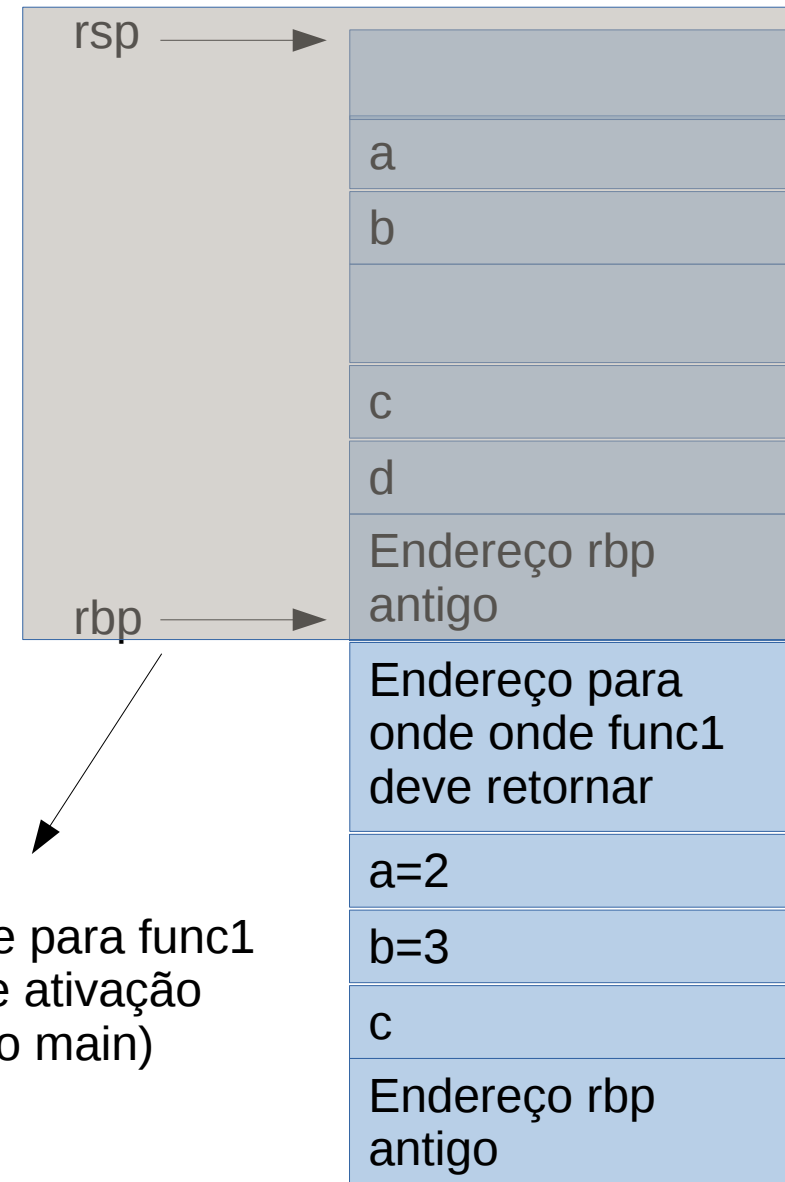 rsp
a
b
c
d
Endereço rbp
antigo
rbp
Endereço para
onde onde func1
deve retornar
a=2
b=3
e para func1
e ativação
o main)
c
Endereço rbp
antigo